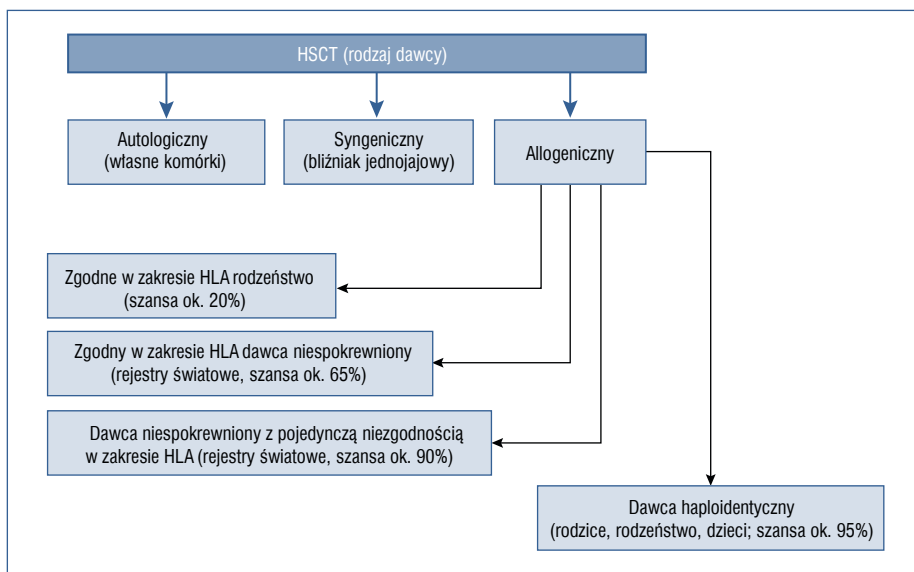 HSCT (rodzaj dawcy)
Autologiczny
(własne komórki)
Syngeniczny
(bliźniak jednojajowy)
Allogeniczny
Zgodne w zakresie HLA rodzeństwo
(szansa ok. 20%)
Zgodny w zakresie HLA dawca niespokrewniony
(rejestry światowe, szansa ok. 65%)
Dawca niespokrewniony z pojedynczą niezgodnością
w zakresie HLA (rejestry światowe, szansa ok. 90%)
Dawca haploidentyczny
(rodzice, rodzeństwo, dzieci; szansa ok. 95%)